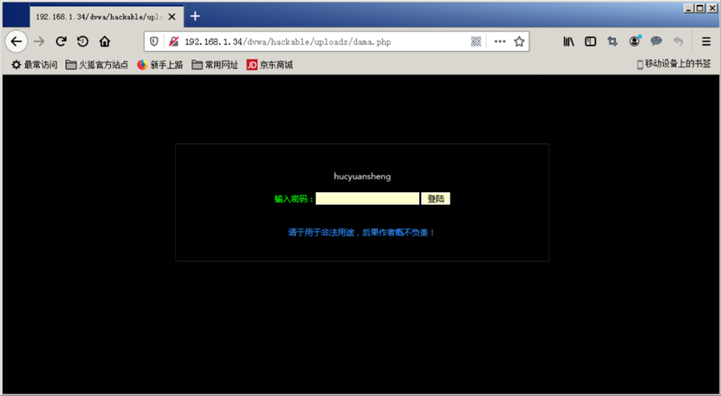 192.168.1.34/dvwa/hackable/uplo
192.168.1.34/dvwa/hackable/uploads/dama.php
最常访问 火狐官方站点 新手上路 常用网址 JD 京东商城 移动设备上的书签
hucyuansheng
输入密码： 登陆
请于用于非法用途，后果作者概不负责！